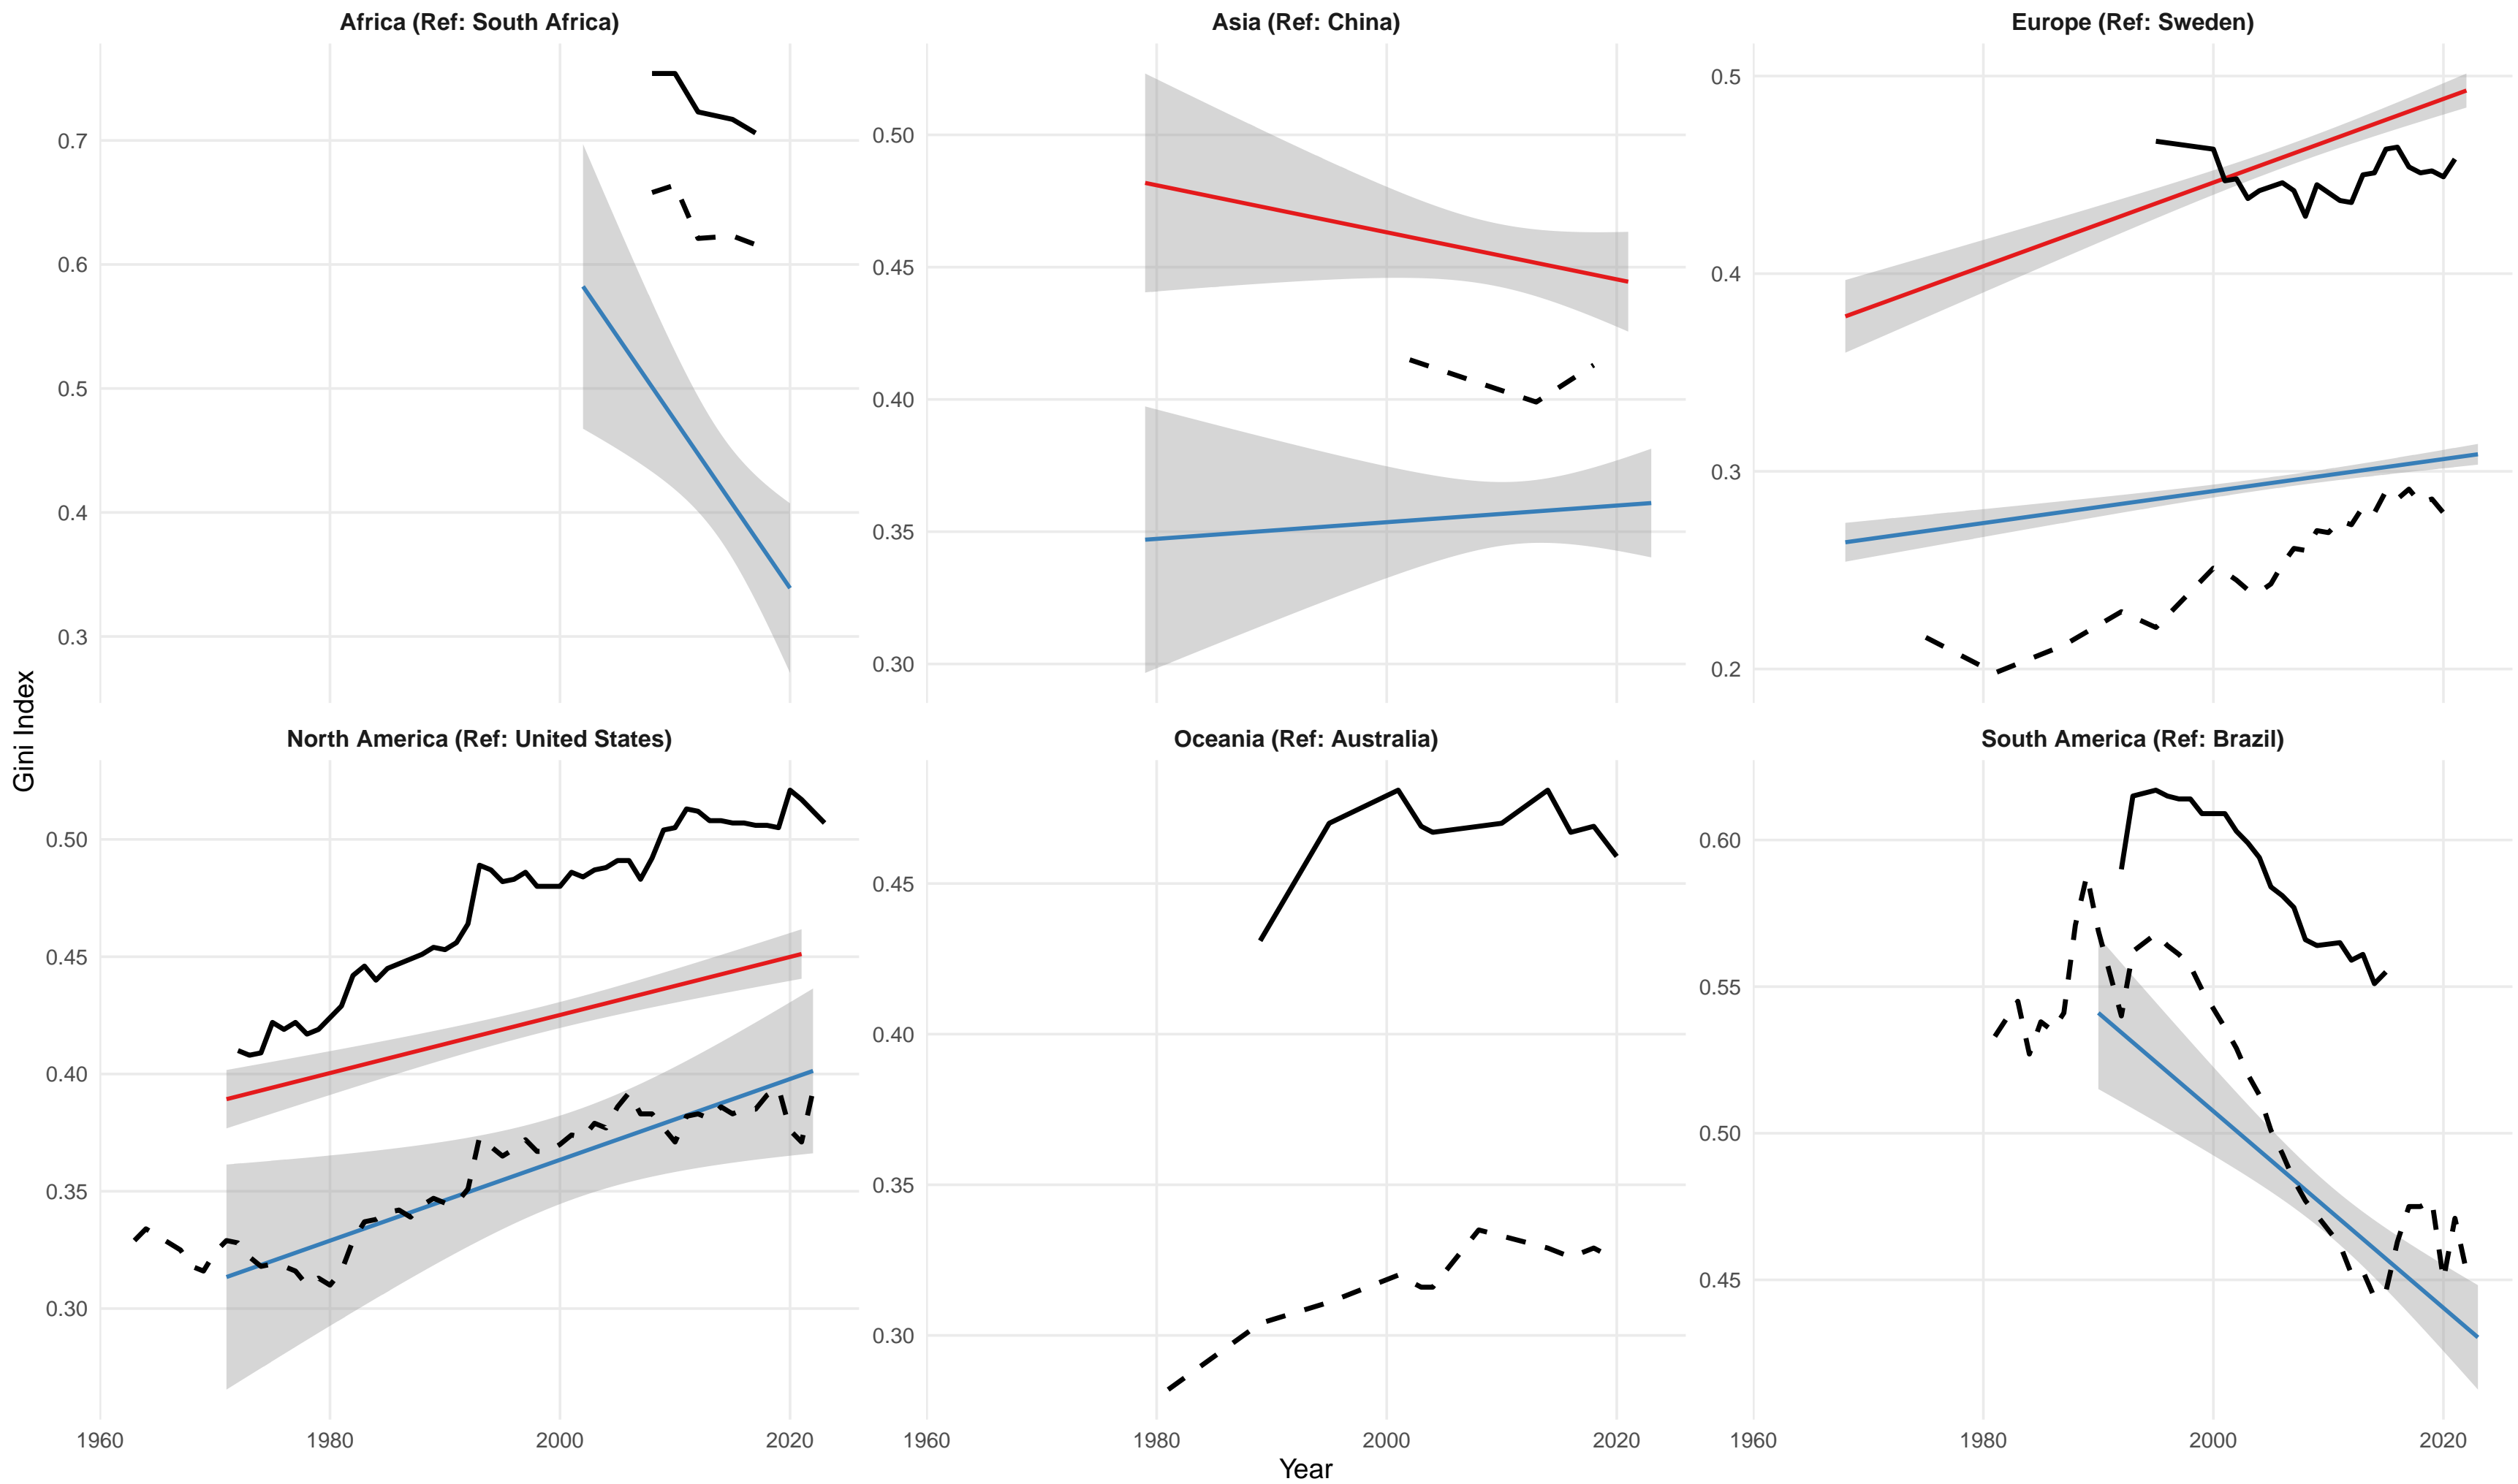 Africa (Ref: South Africa)
Asia (Ref: China)
Europe (Ref: Sweden)
0.7
0.6
0.5
0.4
0.3
0.50
0.45
0.40
0.35
0.30
0.5
0.4
0.3
0.2
Gini Index
North America (Ref: United States)
Oceania (Ref: Australia)
South America (Ref: Brazil)
0.50
0.45
0.40
0.35
0.30
0.45
0.40
0.35
0.30
0.60
0.55
0.50
0.45
1960 1980 2000 2020
1960 1980 2000 2020
1960 1980 2000 2020
Year